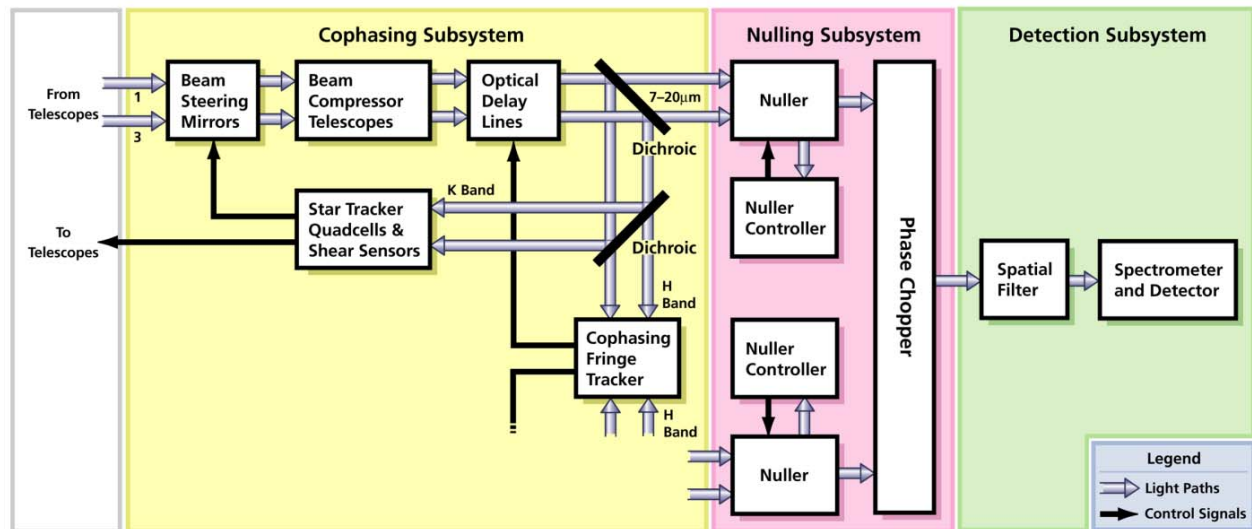 Cophasing Subsystem
Nulling Subsystem
Detection Subsystem
From
Telescopes
1
3
Beam
Steering
Mirrors
Beam
Compressor
Telescopes
Optical
Delay
Lines
7–20μm
Dichroic
Nuller
Nuller
Controller
K Band
Star Tracker
Quadcells &
Shear Sensors
Dichroic
To
Telescopes
H
Band
Cophasing
Fringe
Tracker
H
Band
Nuller
Controller
Nuller
Phase Chopper
Spatial
Filter
Spectrometer
and Detector
Legend
Light Paths
Control Signals